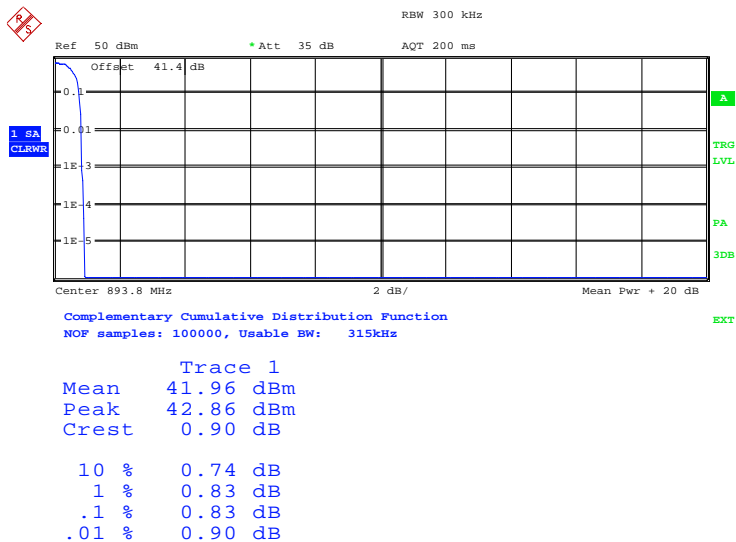 R S
RBW 300 kHz
Ref 50 dBm * Att 35 dB AQT 200 ms
Offset 41.4 dB
0.1
A
0.01
1 SA
CLRWR
TRG
LVL
1E-3
1E-4
PA
1E-5
3DB
Center 893.8 MHz 2 dB/ Mean Pwr + 20 dB
Complementary Cumulative Distribution Function
EXT
NOF samples: 100000, Usable BW: 315kHz
Trace 1
Mean 41.96 dBm
Peak 42.86 dBm
Crest 0.90 dB
10 % 0.74 dB
1 % 0.83 dB
.1 % 0.83 dB
.01 % 0.90 dB